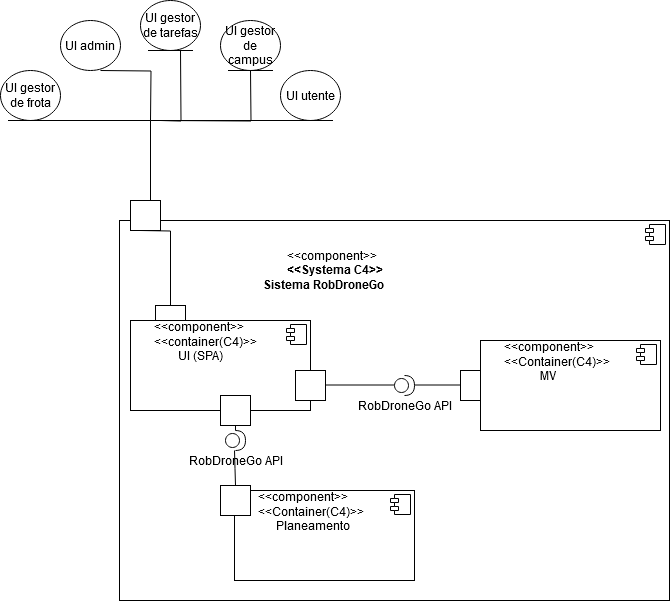 UI gestor
de tarefas
UI gestor
de
campus
UI admin
UI gestor
de frota
UI utente
<<component>>
<<Systema C4>>
Sistema RobDroneGo
<<component>>
<<container(C4)>>
UI (SPA)
<<component>>
<<Container(C4)>>
MV
RobDroneGo API
RobDroneGo API
<<component>>
<<Container(C4)>>
Planeamento